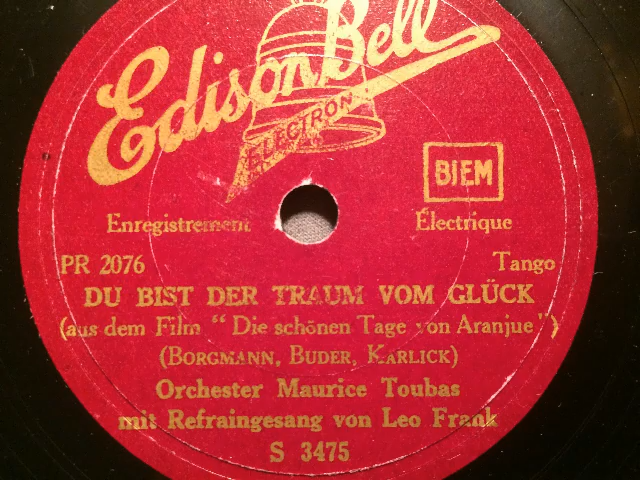 Edison Bell
ELECTRON
BIEM
Enregistrement Électrique
PR 2076 Tango
DU BIST DER TRAUM VOM GLÜCK
(aus dem Film “ Die schönen Tage von Aranjue ”)
(BORGMANN, BUDER, KARLICK)
Orchester Maurice Toubas
mit Refraingesang von Leo Frank
S 3475